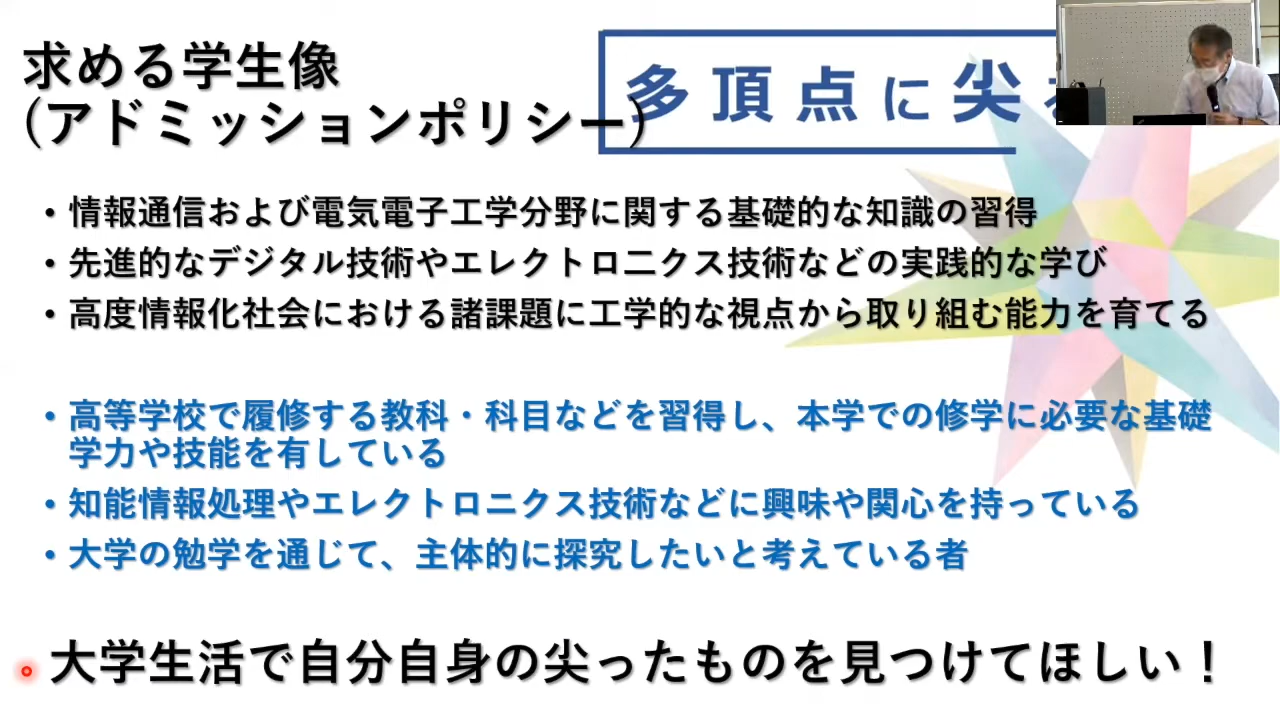 求める学生像
(アドミッションポリシー)
多頂点に尖
・情報通信および電気電子工学分野に関する基礎的な知識の習得
・先進的なデジタル技術やエレクトロニクス技術などの実践的な学び
・高度情報化社会における諸課題に工学的な視点から取り組む能力を育てる
・高等学校で履修する教科・科目などを習得し、本学での修学に必要な基礎
学力や技能を有している
・知能情報処理やエレクトロニクス技術などに興味や関心を持っている
・大学の勉学を通じて、主体的に探究したいと考えている者
・大学生活で自分自身の尖ったものを見つけてほしい！